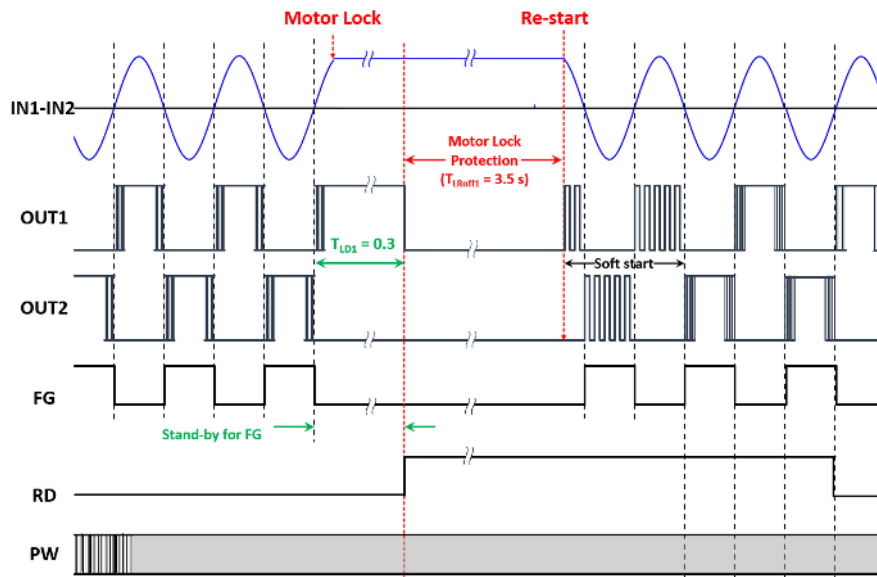 Motor Lock
Re-start
IN1-IN2
Motor Lock
Protection
(TLRoff1 = 3.5 s)
OUT1
TLD1 = 0.3
Soft start
OUT2
FG
Stand-by for FG
RD
PW